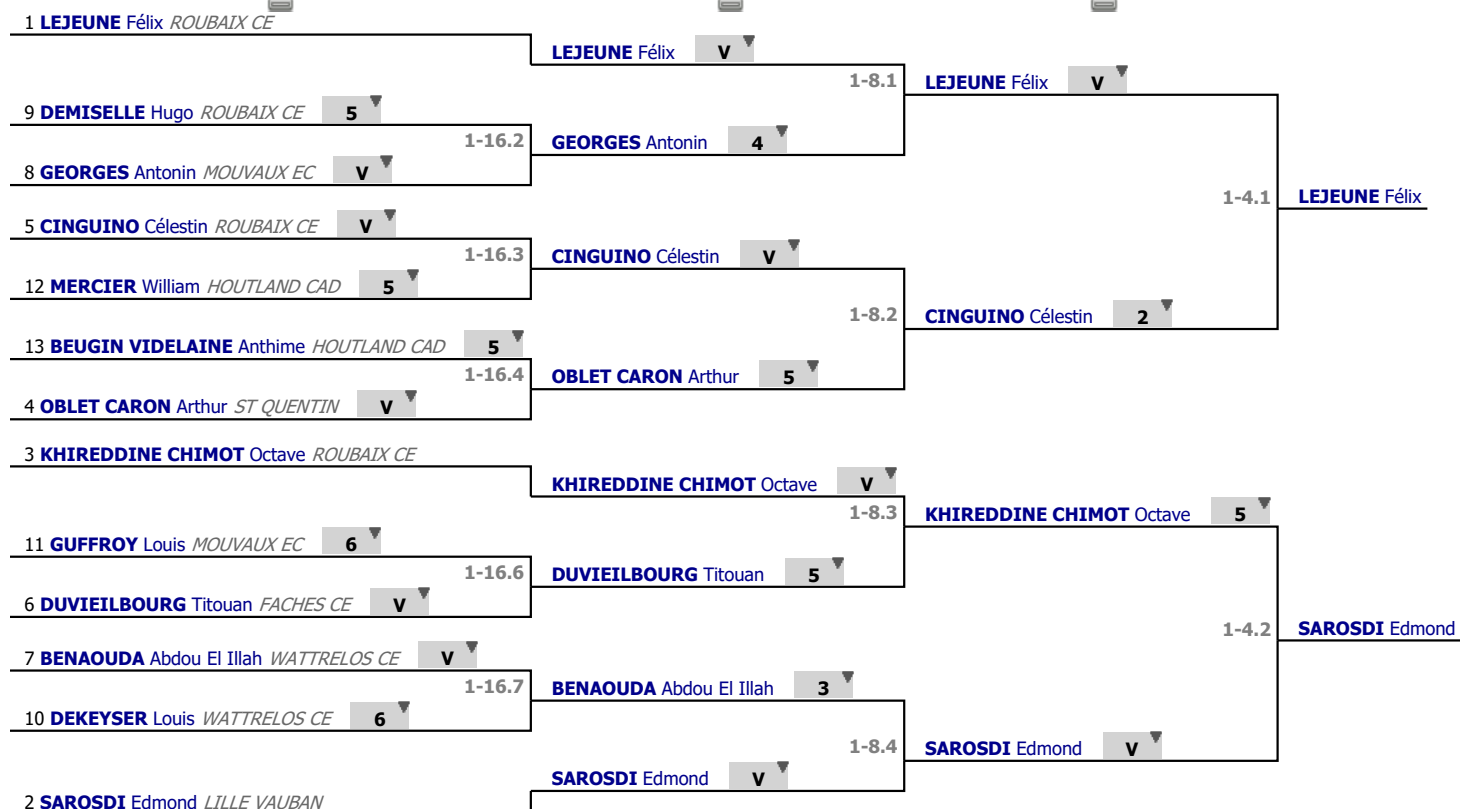 1 LEJEUNE Félix ROUBAIX CE
LEJEUNE Félix V
1-8.1
LEJEUNE Félix V
9 DEMISELLE Hugo ROUBAIX CE 5
1-16.2
GEORGES Antonin 4
8 GEORGES Antonin MOUVAUX EC V
1-4.1
LEJEUNE Félix
5 CINGUINO Célestin ROUBAIX CE V
1-16.3
CINGUINO Célestin V
12 MERCIER William HOUTLAND CAD 5
1-8.2
CINGUINO Célestin 2
13 BEUGIN VIDELAINE Anthime HOUTLAND CAD 5
1-16.4
OBLET CARON Arthur 5
4 OBLET CARON Arthur ST QUENTIN V
3 KHIREDDINE CHIMOT Octave ROUBAIX CE
KHIREDDINE CHIMOT Octave V
1-8.3
KHIREDDINE CHIMOT Octave 5
11 GUFFROY Louis MOUVAUX EC 6
1-16.6
DUVIEILBOURG Titouan 5
6 DUVIEILBOURG Titouan FACHES CE V
1-4.2
SAROSDI Edmond
7 BENAOUDA Abdou El Illah WATTRELOS CE V
1-16.7
BENAOUDA Abdou El Illah 3
10 DEKEYSER Louis WATTRELOS CE 6
1-8.4
SAROSDI Edmond V
SAROSDI Edmond V
2 SAROSDI Edmond LILLE VAUBAN